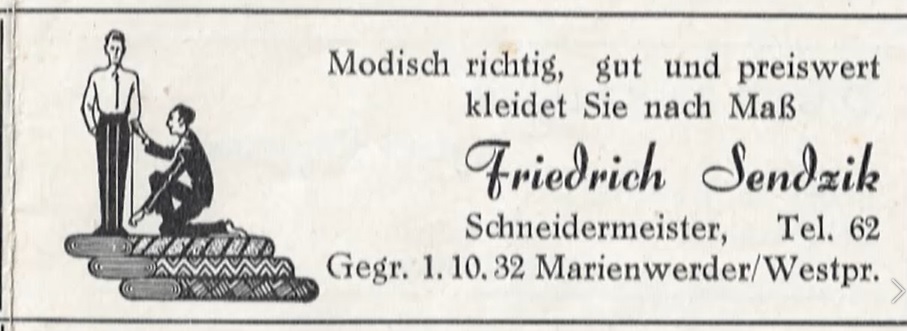 Modisch richtig, gut und preiswert
kleidet Sie nach Maß
Friedrich Sendzik
Schneidermeister, Tel. 62
Gegr. 1. 10. 32 Marienwerder/Westpr.